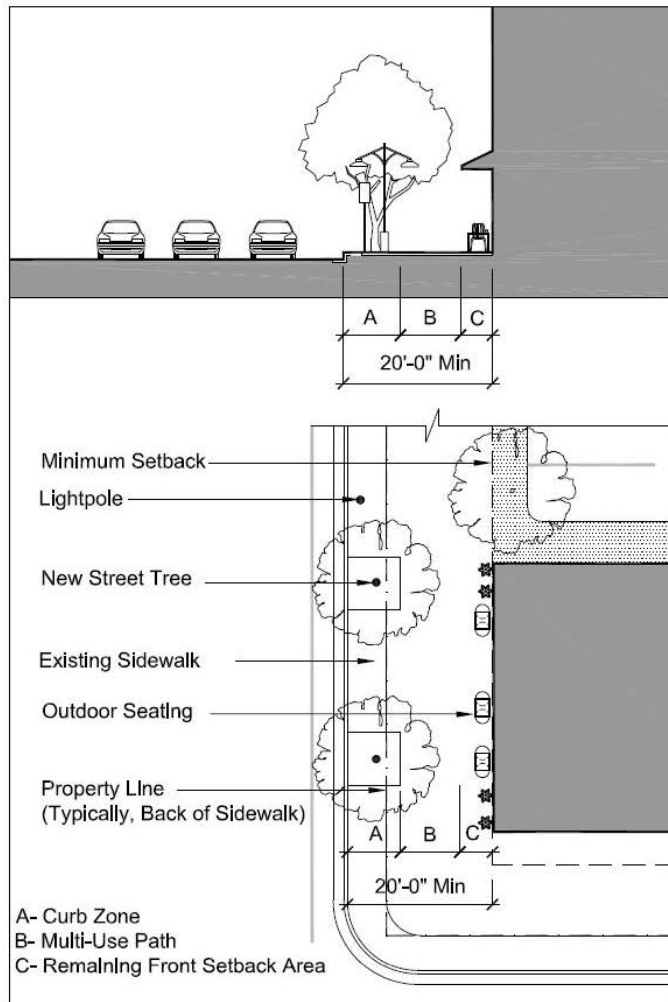 A B C
20'-0" Min
Minimum Setback
Lightpole
New Street Tree
Existing Sidewalk
Outdoor Seating
Property Line
(Typically, Back of Sidewalk)
A B C
20'-0" Min
A- Curb Zone
B- Multi-Use Path
C- Remaining Front Setback Area